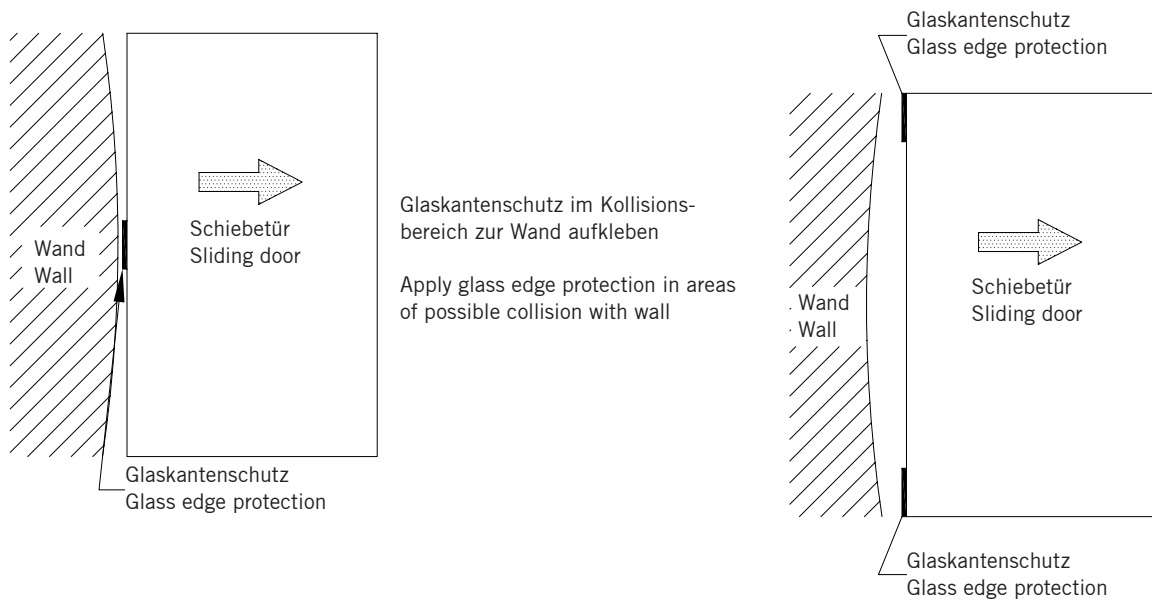 Wand
Wall
Schiebetür
Sliding door
Glaskantenschutz
Glass edge protection
Glaskantenschutz im Kollisions-
bereich zur Wand aufkleben
Apply glass edge protection in areas
of possible collision with wall
Glaskantenschutz
Glass edge protection
Wand
Wall
Schiebetür
Sliding door
Glaskantenschutz
Glass edge protection